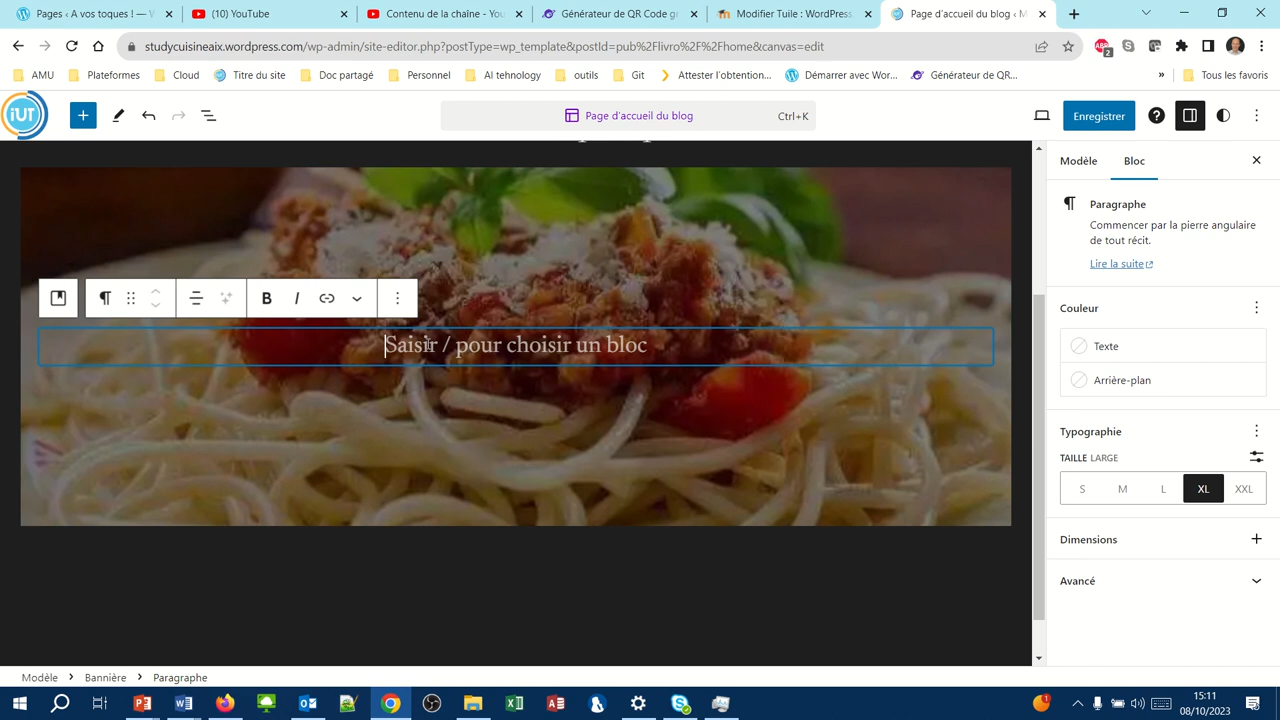 Pages ‹ A vos toques ! — W
(10) YouTube
Contenu de la chaîne - You
Générateur de QR Code gr
Modifier Tuile : WordPress
Page d'accueil du blog ‹ M
studycuisineaix.wordpress.com/wp-admin/site-editor.php?postType=wp_template&postId=pub%2Flivro%2F%2Fhome&canvas=edit
ABP
2
AMU
Plateformes
Cloud
Titre du site
Doc partagé
Personnel
AI tehnology
outils
Git
Attester l'obtention...
Démarrer avec Wor...
Générateur de QR...
»
Tous les favoris
iUT
Page d'accueil du blog
Ctrl+K
Enregistrer
Modèle
Bloc
Paragraphe
Commencer par la pierre angulaire
de tout récit.
Lire la suite
Couleur
Texte
Arrière-plan
Typographie
TAILLE LARGE
S
M
L
XL
XXL
Dimensions
Avancé
B
I
Saisir / pour choisir un bloc
Modèle
Bannière
Paragraphe
1
15:11
08/10/2023